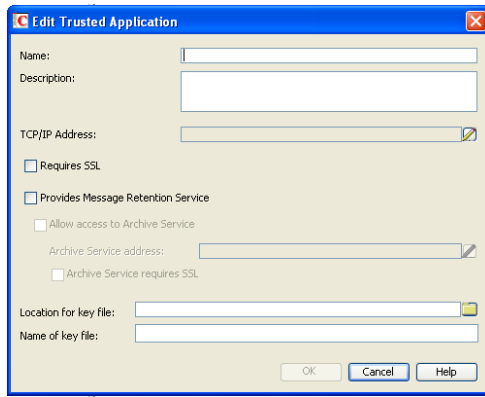 Edit Trusted Application
Name:
Description:
TCP/IP Address:
Requires SSL
Provides Message Retention Service
Allow access to Archive Service
Archive Service address:
Archive Service requires SSL
Location for key file:
Name of key file:
OK Cancel Help